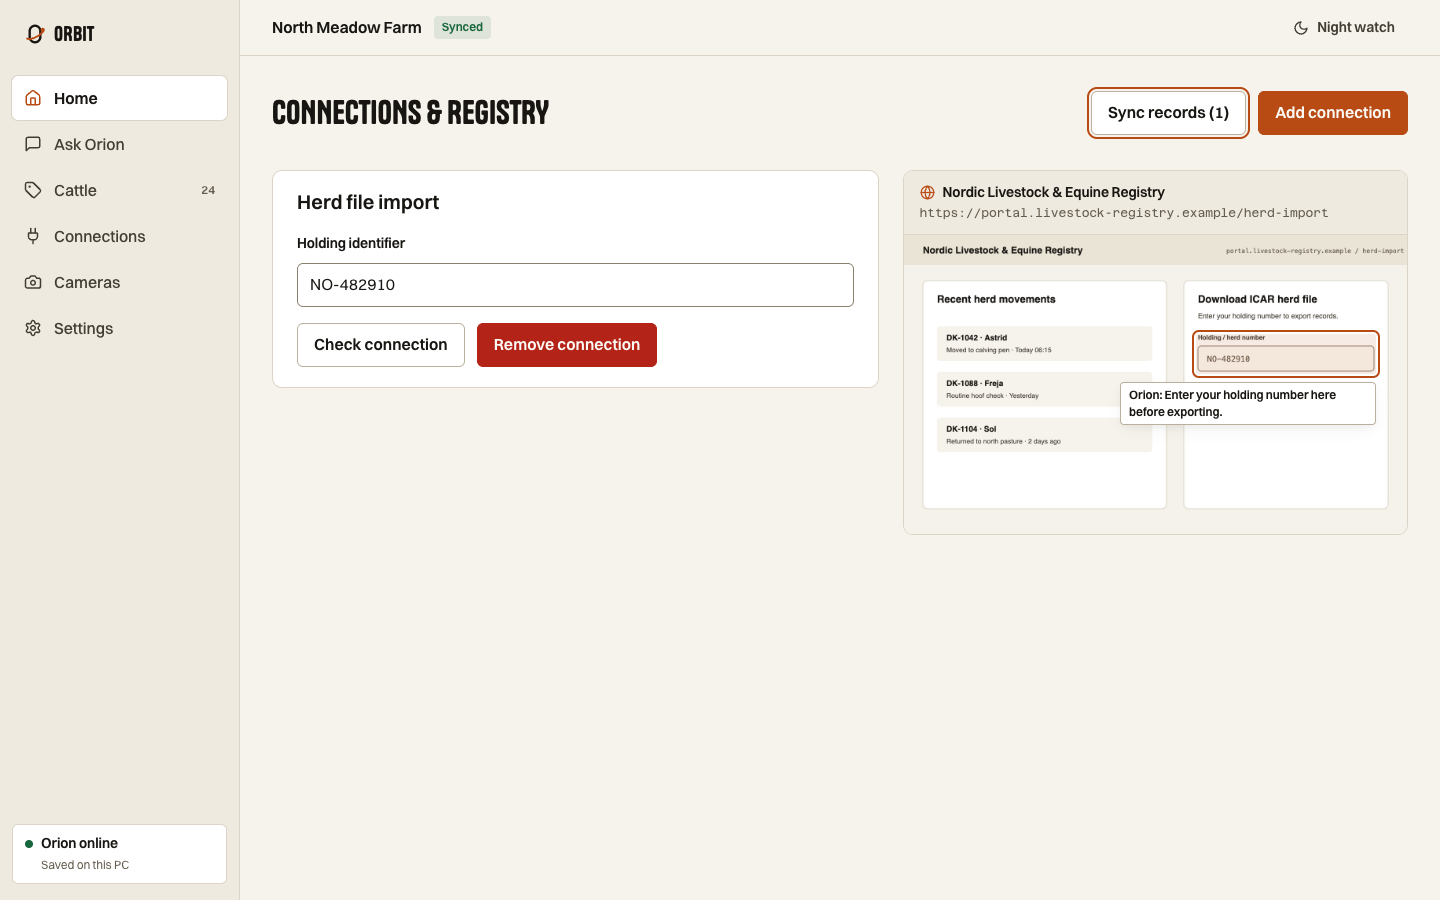 ORBIT
Home
Ask Orion
Cattle 24
Connections
Cameras
Settings
Orion online
Saved on this PC
North Meadow Farm Synced
Night watch
CONNECTIONS & REGISTRY
Sync records (1)
Add connection
Herd file import
Holding identifier
NO-482910
Check connection
Remove connection
Nordic Livestock & Equine Registry
https://portal.livestock-registry.example/herd-import
Nordic Livestock & Equine Registry
portal.livestock-registry.example / herd-import
Recent herd movements
DK-1042 · Astrid
Moved to calving pen · Today 06:15
DK-1088 · Freja
Routine hoof check · Yesterday
DK-1104 · Sol
Returned to north pasture · 2 days ago
Download ICAR herd file
Enter your holding number to export records.
Holding / herd number
NO-482910
Orion: Enter your holding number here
before exporting.